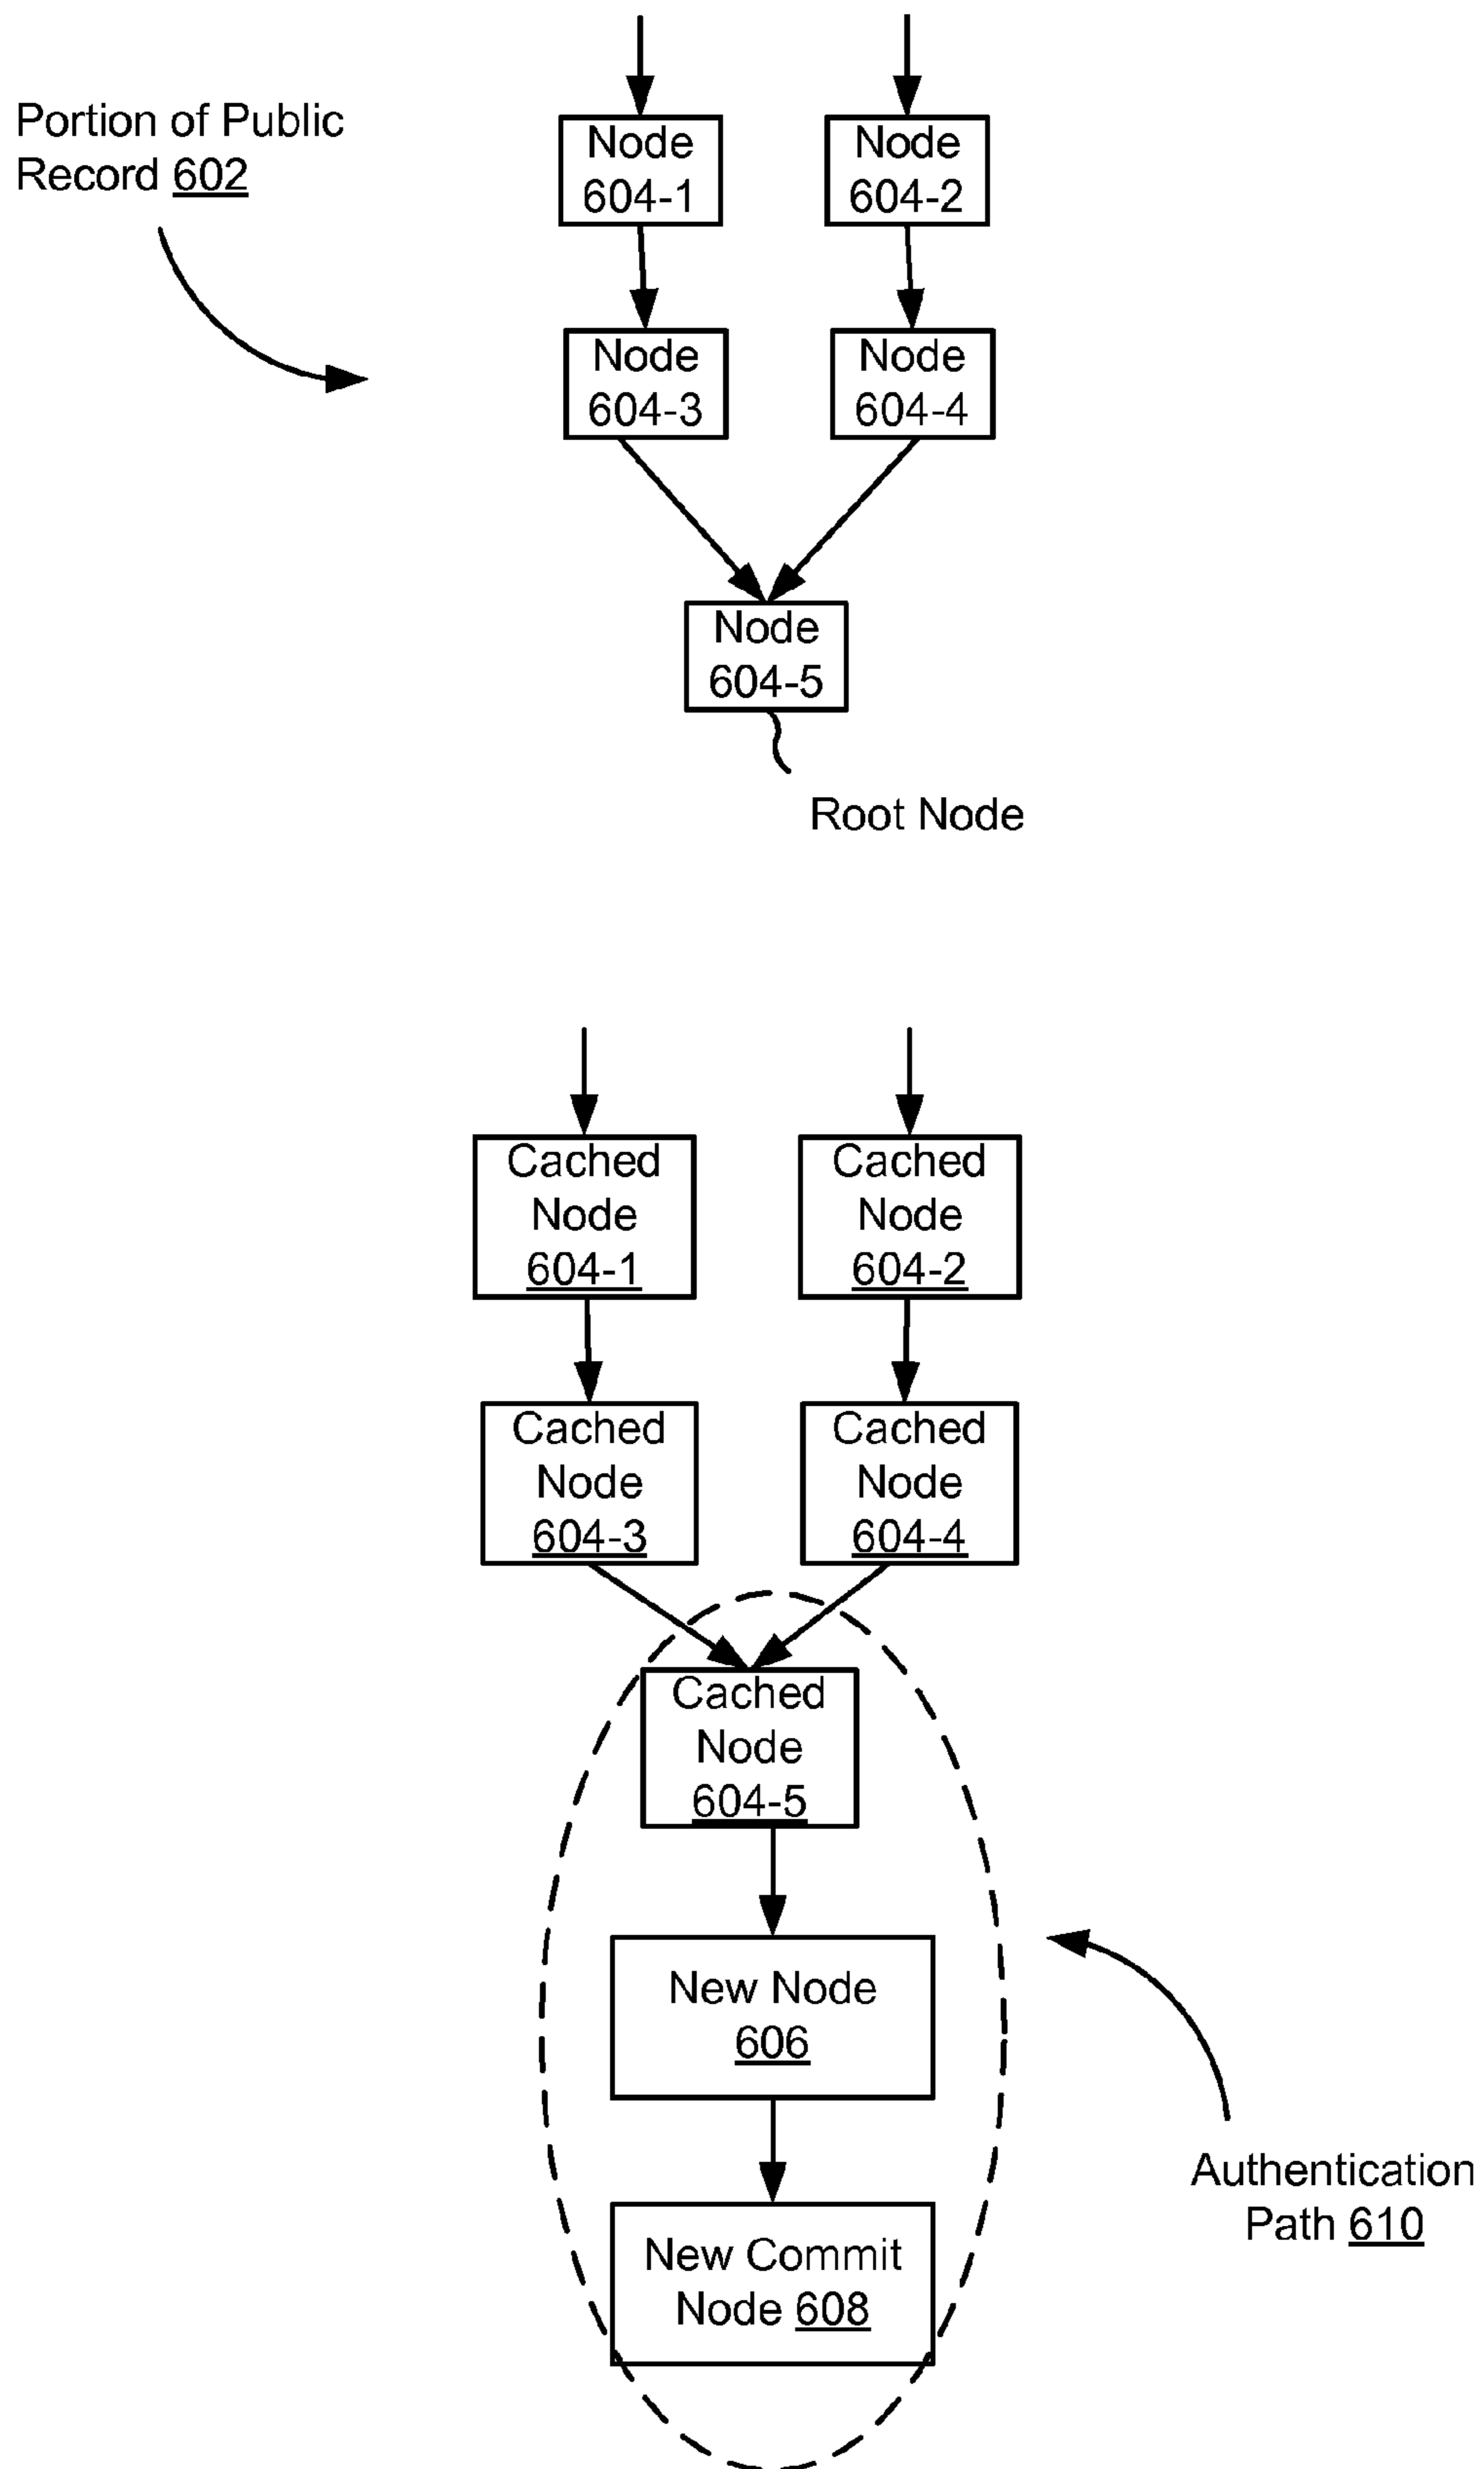 Portion of Public
Record 602
Node
604-1
Node
604-2
Node
604-3
Node
604-4
Node
604-5
Root Node
Cached
Node
604-1
Cached
Node
604-2
Cached
Node
604-3
Cached
Node
604-4
Cached
Node
604-5
New Node
606
New Commit
Node 608
Authentication
Path 610